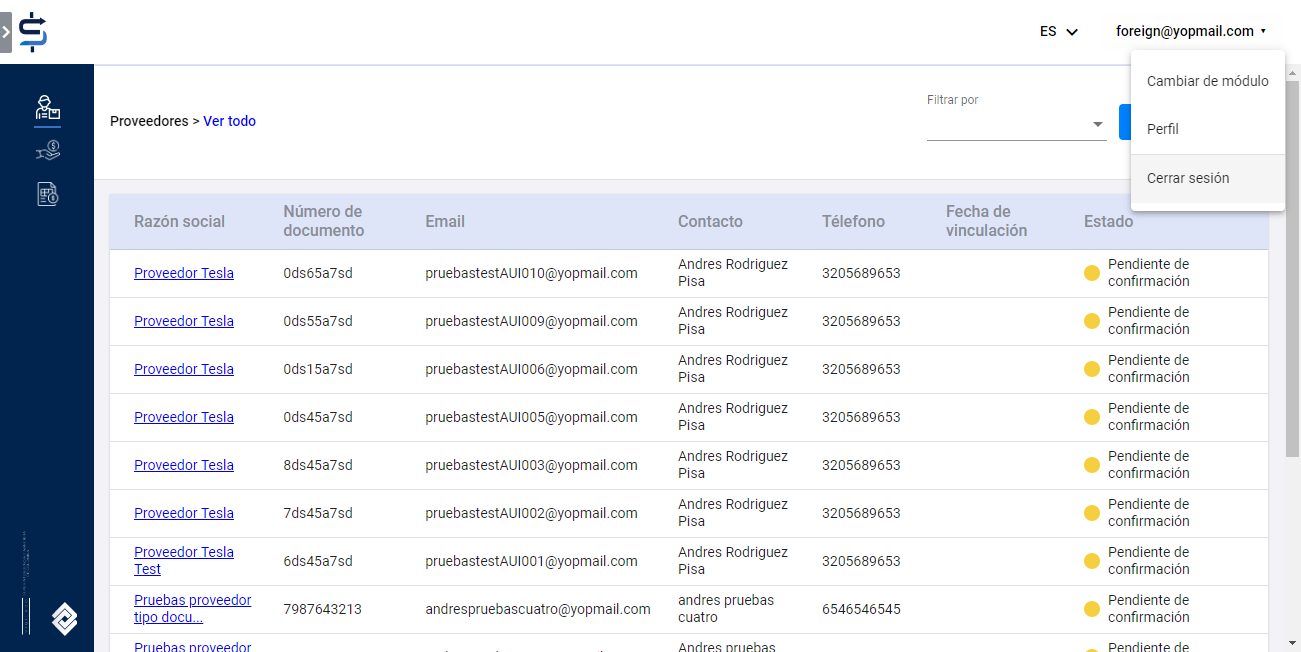 ES
foreign@yopmail.com
Cambiar de módulo
Perfil
Cerrar sesión
Proveedores > Ver todo
Filtrar por
Razón social
Número de
documento
Email
Contacto
Télefono
Fecha de
vinculación
Estado
Proveedor Tesla
0ds65a7sd
pruebastestAUI010@yopmail.com
Andres Rodriguez
Pisa
3205689653
Pendiente de
confirmación
Proveedor Tesla
0ds55a7sd
pruebastestAUI009@yopmail.com
Andres Rodriguez
Pisa
3205689653
Pendiente de
confirmación
Proveedor Tesla
0ds15a7sd
pruebastestAUI006@yopmail.com
Andres Rodriguez
Pisa
3205689653
Pendiente de
confirmación
Proveedor Tesla
0ds45a7sd
pruebastestAUI005@yopmail.com
Andres Rodriguez
Pisa
3205689653
Pendiente de
confirmación
Proveedor Tesla
8ds45a7sd
pruebastestAUI003@yopmail.com
Andres Rodriguez
Pisa
3205689653
Pendiente de
confirmación
Proveedor Tesla
7ds45a7sd
pruebastestAUI002@yopmail.com
Andres Rodriguez
Pisa
3205689653
Pendiente de
confirmación
Proveedor Tesla
Test
6ds45a7sd
pruebastestAUI001@yopmail.com
Andres Rodriguez
Pisa
3205689653
Pendiente de
confirmación
Pruebas proveedor
tipo docu...
7987643213
andrespruebascuatro@yopmail.com
andres pruebas
cuatro
6546546545
Pendiente de
confirmación
Pruebas proveedor
Andres pruebas
Pendiente de